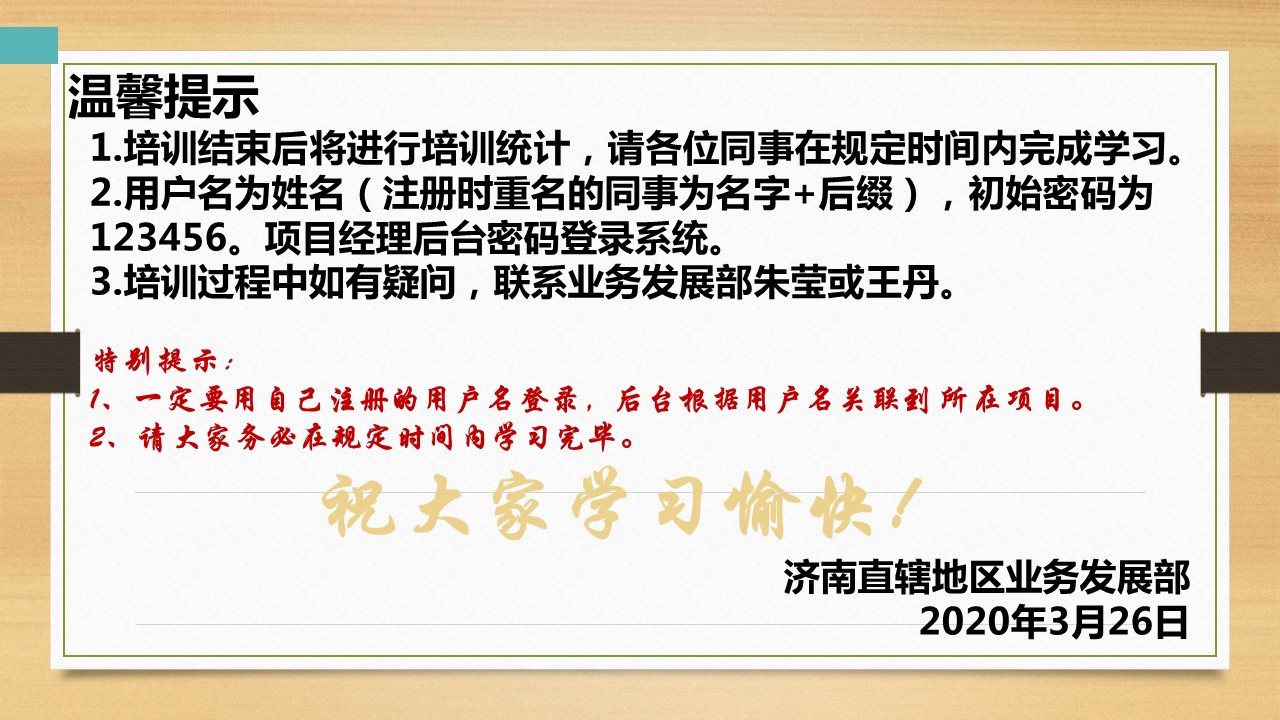 温馨提示
1.培训结束后将进行培训统计，请各位同事在规定时间内完成学习。
2.用户名为姓名（注册时重名的同事为名字+后缀），初始密码为
123456。项目经理后台密码登录系统。
3.培训过程中如有疑问，联系业务发展部朱莹或王丹。
特别提示：
1、一定要用自己注册的用户名登录，后台根据用户名关联到所在项目。
2、请大家务必在规定时间内学习完毕。
祝大家学习愉快！
济南直辖地区业务发展部
2020年3月26日